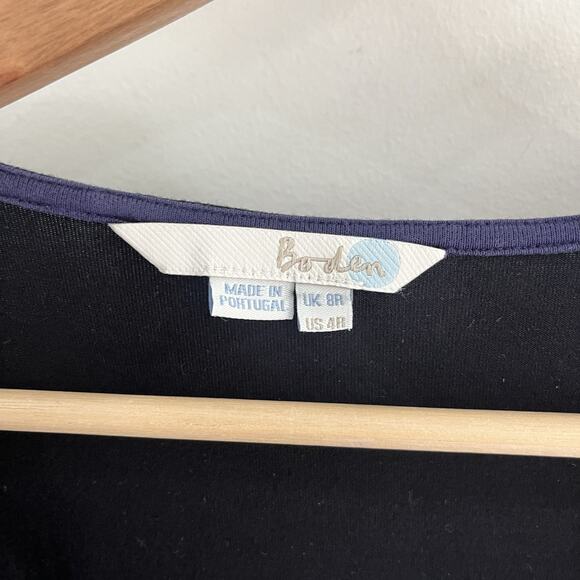 Boden
MADE IN
PORTUGAL
UK 8R
US 4R